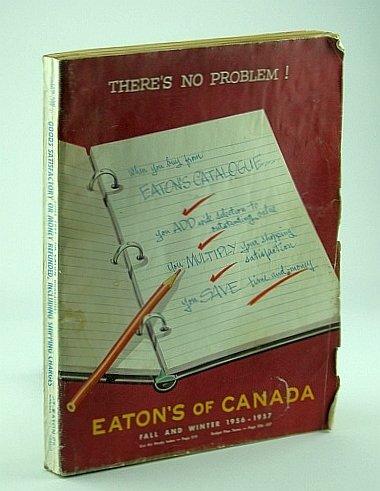 THERE'S NO PROBLEM!
When you buy from
EATON'S CATALOGUE....
you ADD wide selection to
outstanding value
you MULTIPLY your shopping
satisfaction
you SAVE time and money
EATON'S OF CANADA
FALL AND WINTER 1956-1957
GOODS SATISFACTORY OR MONEY REFUNDED, INCLUDING SHIPPING CHARGES